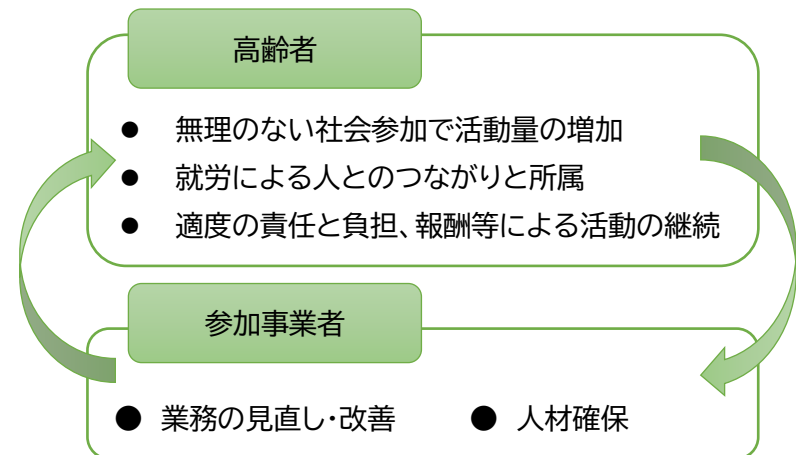 高齢者
● 無理のない社会参加で活動量の増加
● 就労による人とのつながりと所属
● 適度の責任と負担、報酬等による活動の継続
参加事業者
● 業務の見直し・改善 ● 人材確保